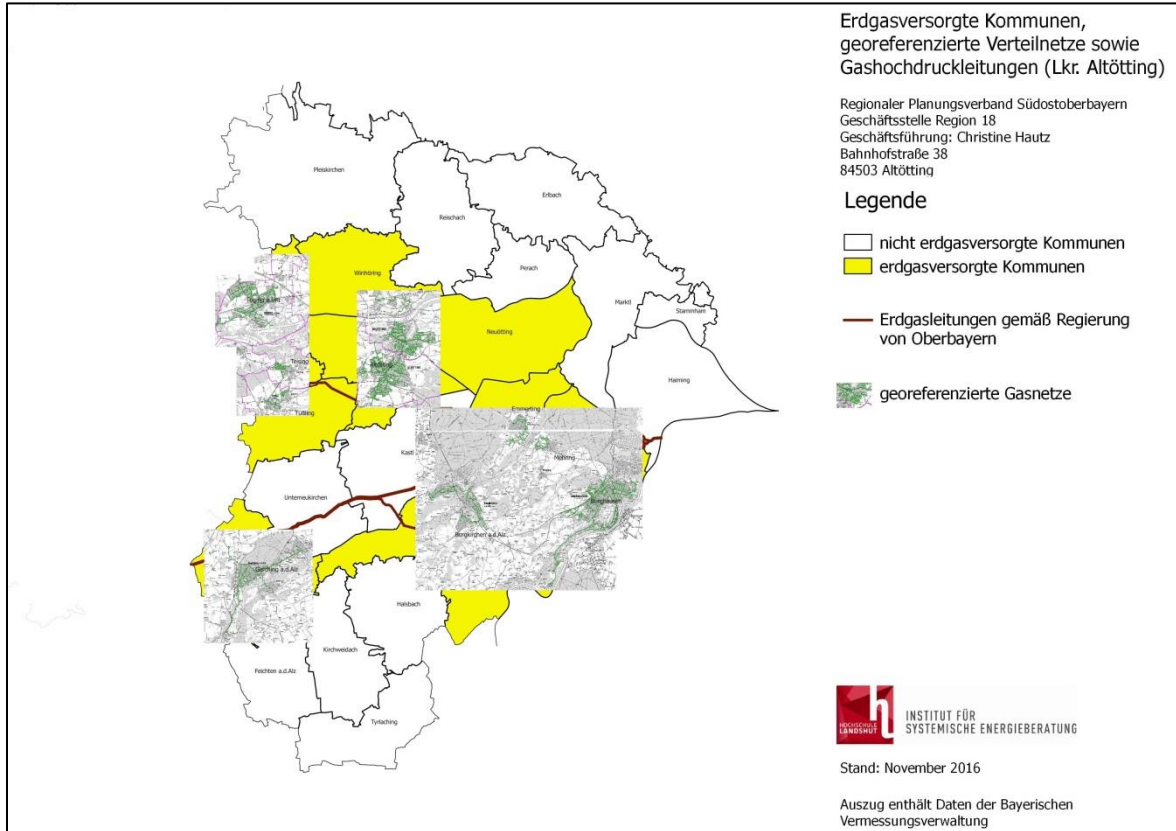 Erdgasversorgte Kommunen,
georeferenzierte Verteilnetze sowie
Gashochdruckleitungen (Lkr. Altötting)
Regionaler Planungsverband Südostoberbayern
Geschäftsstelle Region 18
Geschäftsführung: Christine Hautz
Bahnhofstraße 38
84503 Altötting
Legende
nicht erdgasversorgte Kommunen
erdgasversorgte Kommunen
Erdgasleitungen gemäß Regierung
von Oberbayern
georeferenzierte Gasnetze
Pleiskirchen
Erlbach
Reischach
Perach
Winhöring
Marktl
Stammham
Neuötting
Haiming
Teising
Tüßling
Emmerting
Kastl
Mehring
Unterneukirchen
Burghausen
Burgkirchen a.d.Alz
Garching a.d.Alz
Halsbach
Kirchweidach
Feichten a.d.Alz
Tyrlaching
HOCHSCHULE
LANDSHUT
INSTITUT FÜR
SYSTEMISCHE ENERGIEBERATUNG
Stand: November 2016
Auszug enthält Daten der Bayerischen
Vermessungsverwaltung